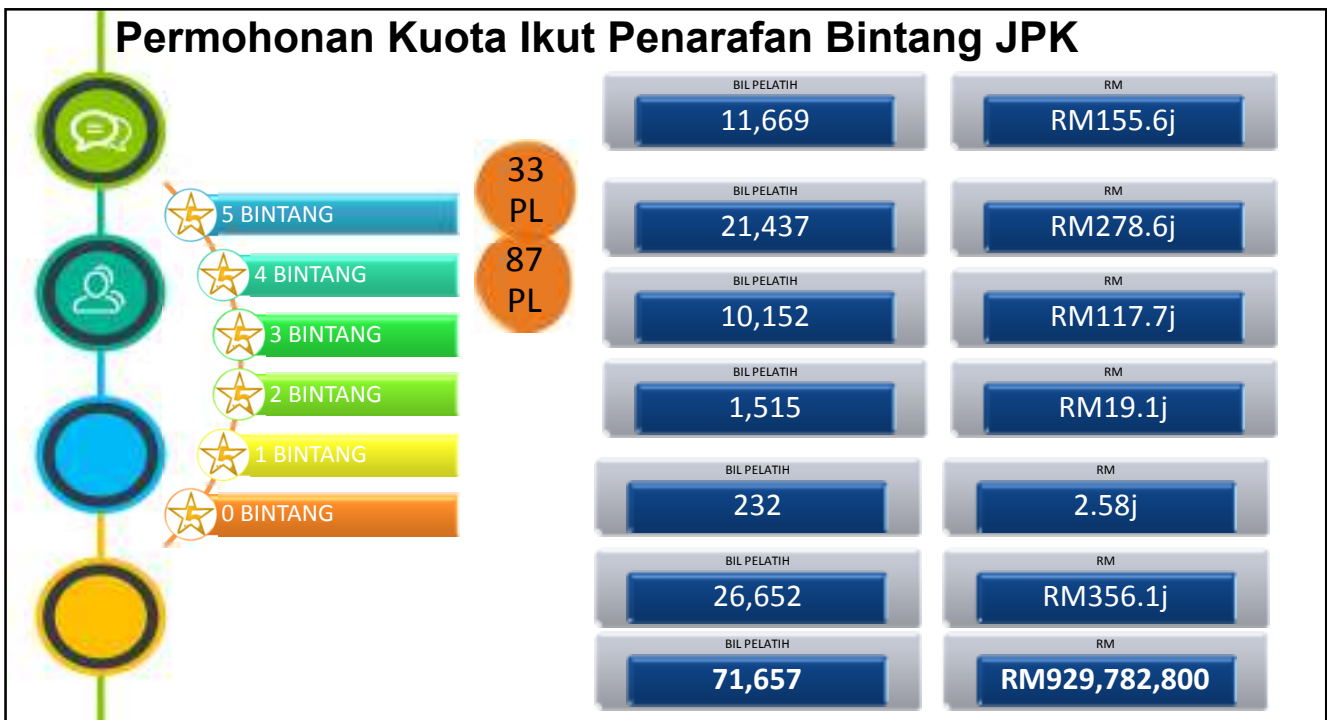 Permohonan Kuota Ikut Penarafan Bintang JPK
5 BINTANG
4 BINTANG
3 BINTANG
2 BINTANG
1 BINTANG
0 BINTANG
33
PL
87
PL
BIL PELATIH
11,669
RM
RM155.6j
BIL PELATIH
21,437
RM
RM278.6j
BIL PELATIH
10,152
RM
RM117.7j
BIL PELATIH
1,515
RM
RM19.1j
BIL PELATIH
232
RM
2.58j
BIL PELATIH
26,652
RM
RM356.1j
BIL PELATIH
71,657
RM
RM929,782,800